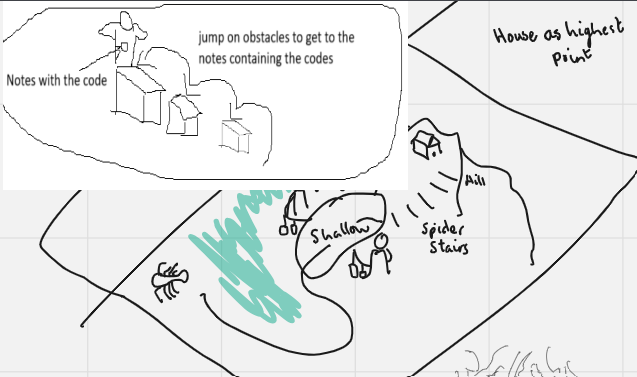 jump on obstacles to get to the
notes containing the codes
Notes with the code
House as highest
Point
Hill
Shallow
Spider
Stairs